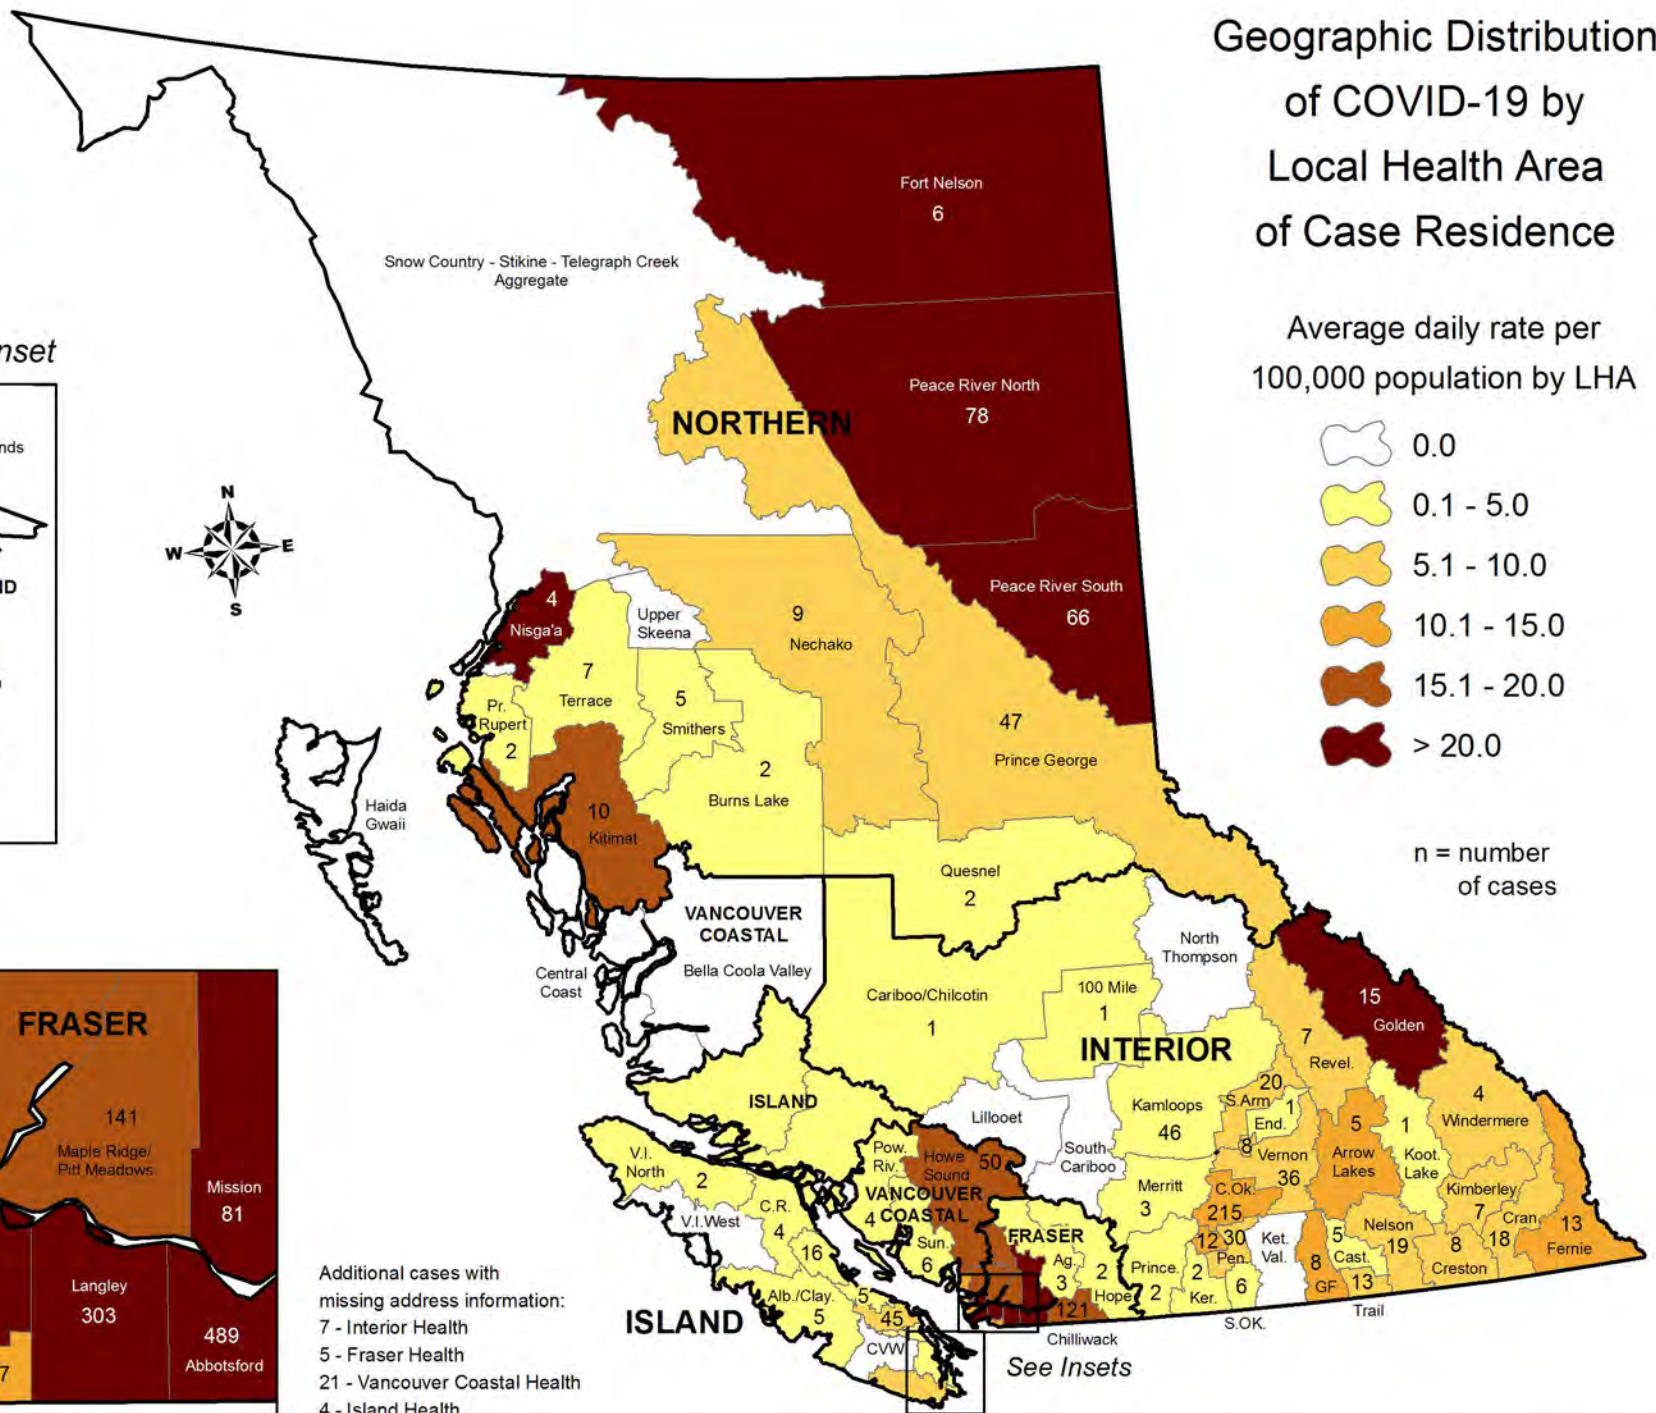 Geographic Distribution
of COVID-19 by
Local Health Area
of Case Residence
Average daily rate per
100,000 population by LHA
0.0
0.1 - 5.0
5.1 - 10.0
10.1 - 15.0
15.1 - 20.0
> 20.0
n = number
of cases
Fort Nelson
6
Snow Country - Stikine - Telegraph Creek
Aggregate
Peace River North
78
NORTHERN
N
W
E
S
Peace River South
66
4
Nisga'a
Upper
Skeena
9
Nechako
7
Terrace
Pr.
Rupert
2
5
Smithers
47
Prince George
2
Burns Lake
10
Kitimat
Haida
Gwaii
Quesnel
2
VANCOUVER
COASTAL
Bella Coola Valley
Central
Coast
North
Thompson
Cariboo/Chilcotin
1
100 Mile
1
15
Golden
INTERIOR
7
Revel.
ISLAND
Lillooet
Kamloops
46
20
S.Arm
1
End.
8
Vernon
36
5
Arrow
Lakes
1
Koot.
Lake
4
Windermere
South
Cariboo
Pow.
Riv.
4
Howe
Sound
50
VANCOUVER
COASTAL
Sun.
6
Merritt
3
C.Ok.
215
Kimberley
7
Cran.
18
13
Fernie
V.I.
North
2
V.I.West
C.R.
4
16
FRASER
Ag.
3
2
Hope
Prince.
2
2
Ker.
12
30
Pen.
6
Ket.
Val.
8
GF
5
Cast.
13
Nelson
19
8
Creston
Alb./Clay.
5
5
45
CVW
121
Chilliwack
S.OK.
Trail
ISLAND
See Insets
Additional cases with
missing address information:
7 - Interior Health
5 - Fraser Health
21 - Vancouver Coastal Health
4 - Island Health
nset
nds
ID
FRASER
141
Maple Ridge/
Pitt Meadows
Mission
81
Langley
303
489
Abbotsford
7